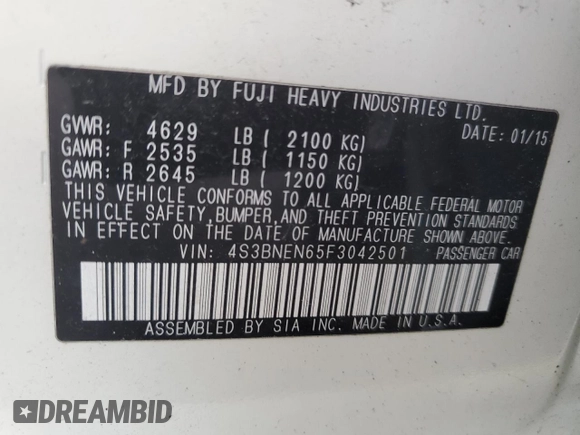 MFD BY FUJI HEAVY INDUSTRIES LTD.
GVWR: 4629 LB ( 2100 KG) DATE: 01/15
GAWR: F 2535 LB ( 1150 KG)
GAWR: R 2645 LB ( 1200 KG)
THIS VEHICLE CONFORMS TO ALL APPLICABLE FEDERAL MOTOR
VEHICLE SAFETY, BUMPER, AND THEFT PREVENTION STANDARDS
IN EFFECT ON THE DATE OF MANUFACTURE SHOWN ABOVE.
VIN: 4S3BNEN65F3042501 PASSENGER CAR
ASSEMBLED BY SIA INC. MADE IN U.S.A.
DREAMBID